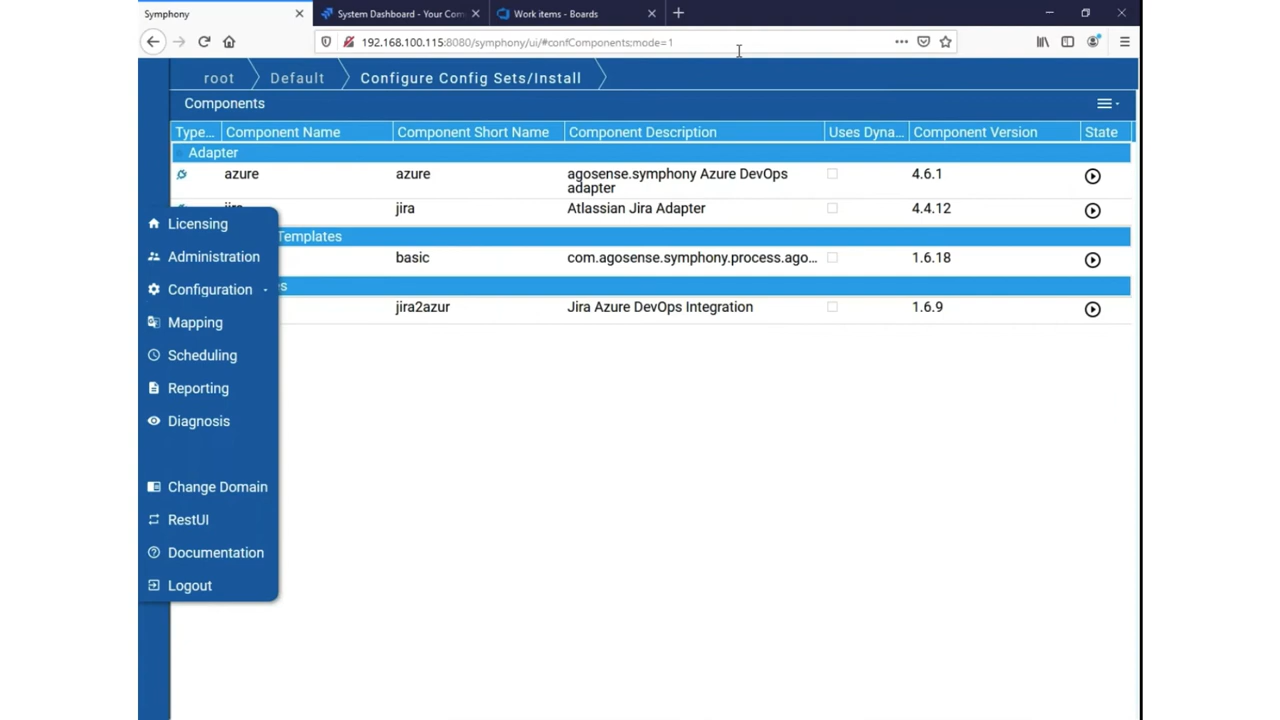 Symphony
System Dashboard - Your Com
Work items - Boards
192.168.100.115:8080/symphony/ui/#confComponents;mode=1
root
Default
Configure Config Sets/Install
Components
Type...
Component Name
Component Short Name
Component Description
Uses Dyna...
Component Version
State
Adapter
azure
azure
agosense.symphony Azure DevOps
adapter
4.6.1
jira
Atlassian Jira Adapter
4.4.12
Templates
basic
com.agosense.symphony.process.ago...
1.6.18
jira2azur
Jira Azure DevOps Integration
1.6.9
Licensing
Administration
Configuration
Mapping
Scheduling
Reporting
Diagnosis
Change Domain
RestUI
Documentation
Logout